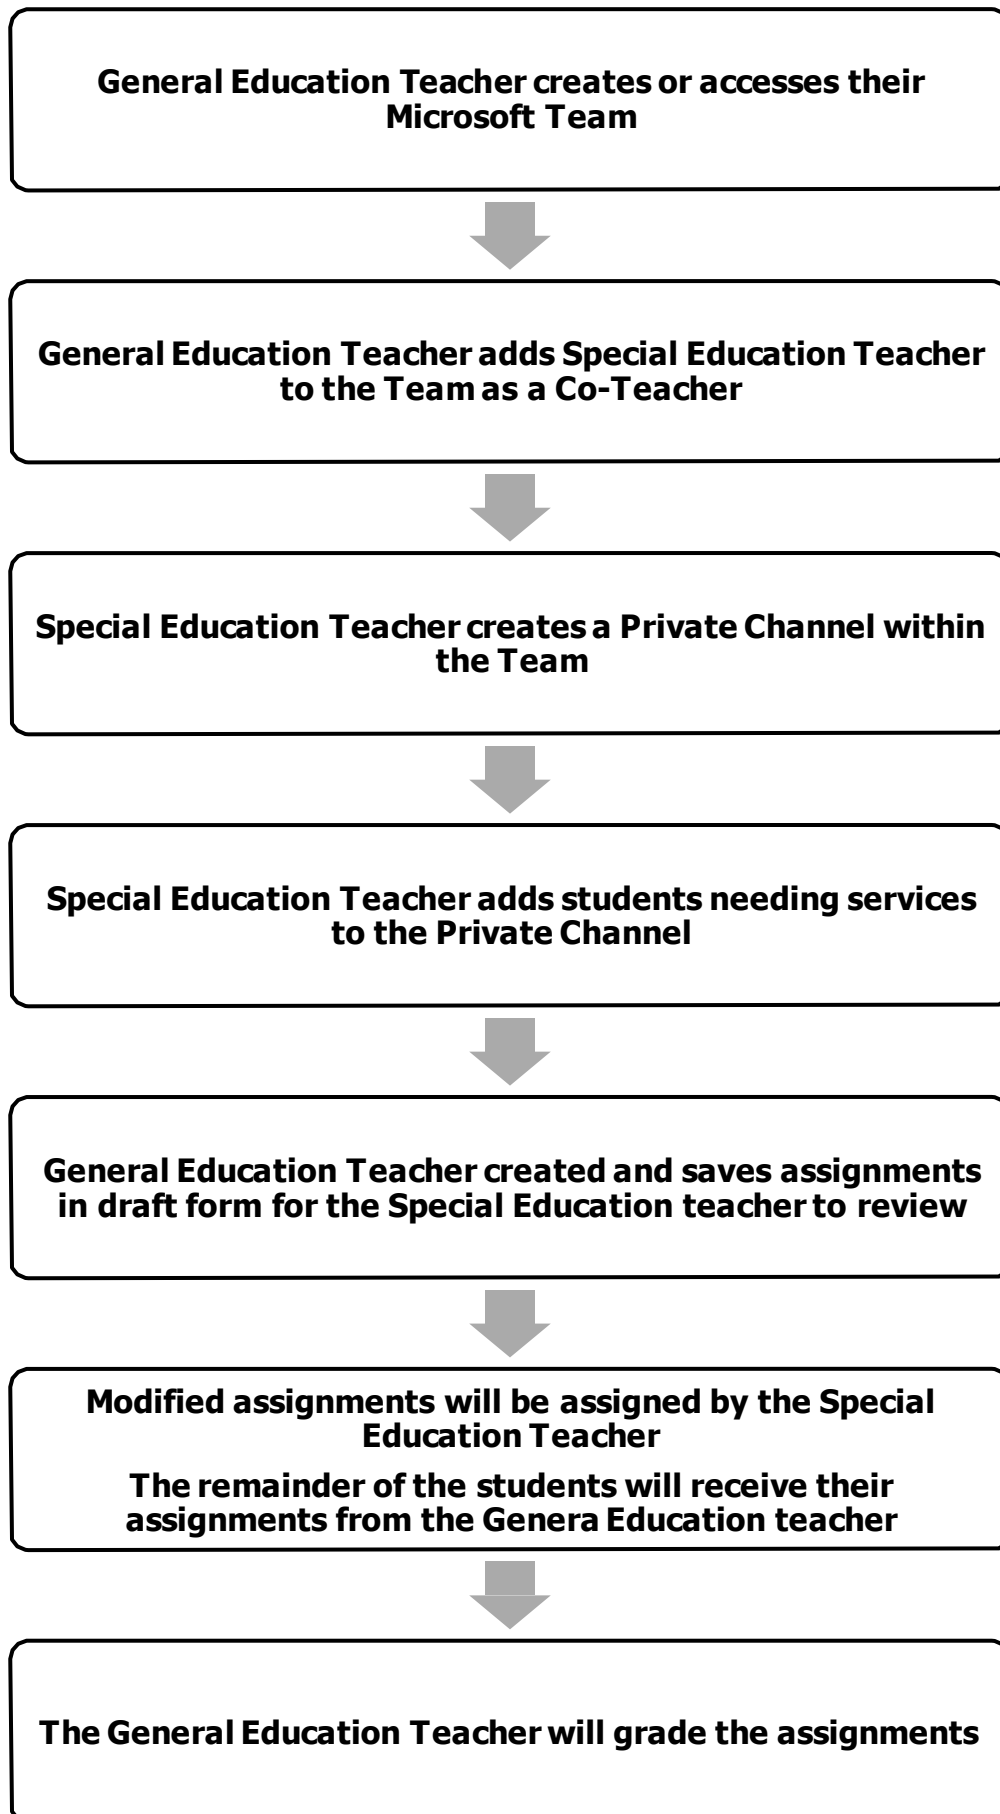 General Education Teacher creates or accesses their
Microsoft Team
General Education Teacher adds Special Education Teacher
to the Team as a Co-Teacher
Special Education Teacher creates a Private Channel within
the Team
Special Education Teacher adds students needing services
to the Private Channel
General Education Teacher created and saves assignments
in draft form for the Special Education teacher to review
Modified assignments will be assigned by the Special
Education Teacher
The remainder of the students will receive their
assignments from the Genera Education teacher
The General Education Teacher will grade the assignments